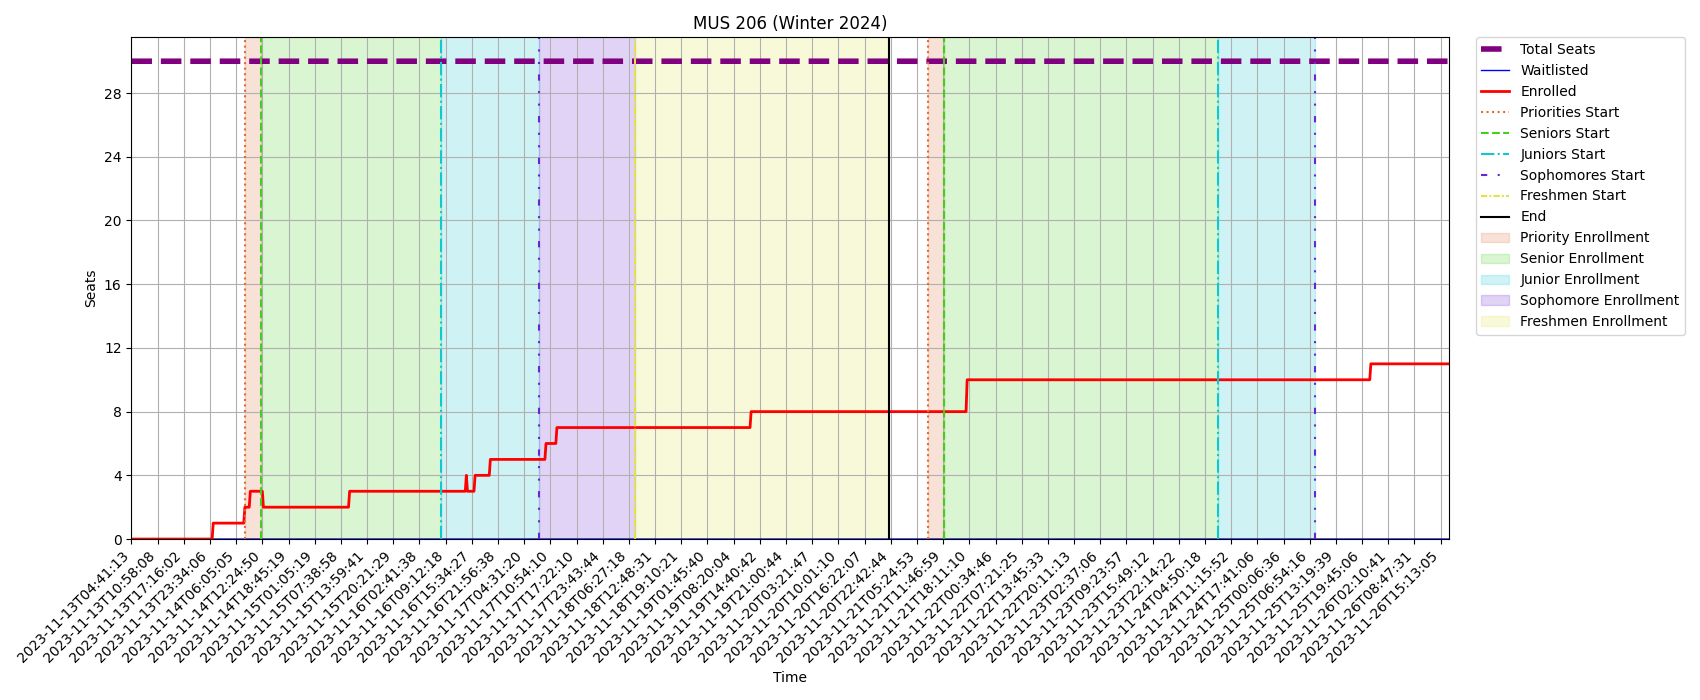 MUS 206 (Winter 2024)
Seats
28
24
20
16
12
8
4
0
2023-11-13T04:41:13
2023-11-13T10:58:08
2023-11-13T17:16:02
2023-11-13T23:34:06
2023-11-14T06:05:05
2023-11-14T12:24:50
2023-11-14T18:45:19
2023-11-15T01:05:19
2023-11-15T07:38:58
2023-11-15T13:59:41
2023-11-15T20:21:29
2023-11-16T02:41:38
2023-11-16T09:12:18
2023-11-16T15:34:27
2023-11-16T21:56:38
2023-11-17T04:31:20
2023-11-17T10:54:10
2023-11-17T17:22:10
2023-11-17T23:43:44
2023-11-18T06:27:18
2023-11-18T12:48:31
2023-11-18T19:10:21
2023-11-19T01:45:40
2023-11-19T08:20:04
2023-11-19T14:40:42
2023-11-19T21:00:44
2023-11-20T03:21:47
2023-11-20T10:01:10
2023-11-20T16:22:07
2023-11-20T22:42:44
2023-11-21T05:24:53
2023-11-21T11:46:59
2023-11-21T18:11:10
2023-11-22T00:34:46
2023-11-22T07:21:25
2023-11-22T13:45:33
2023-11-22T20:11:13
2023-11-23T02:37:06
2023-11-23T09:23:57
2023-11-23T15:49:12
2023-11-23T22:14:22
2023-11-24T04:50:18
2023-11-24T11:15:52
2023-11-24T17:41:06
2023-11-25T00:06:36
2023-11-25T06:54:16
2023-11-25T13:19:39
2023-11-25T19:45:06
2023-11-26T02:10:41
2023-11-26T08:47:31
2023-11-26T15:13:05
Time
Total Seats
Waitlisted
Enrolled
Priorities Start
Seniors Start
Juniors Start
Sophomores Start
Freshmen Start
End
Priority Enrollment
Senior Enrollment
Junior Enrollment
Sophomore Enrollment
Freshmen Enrollment